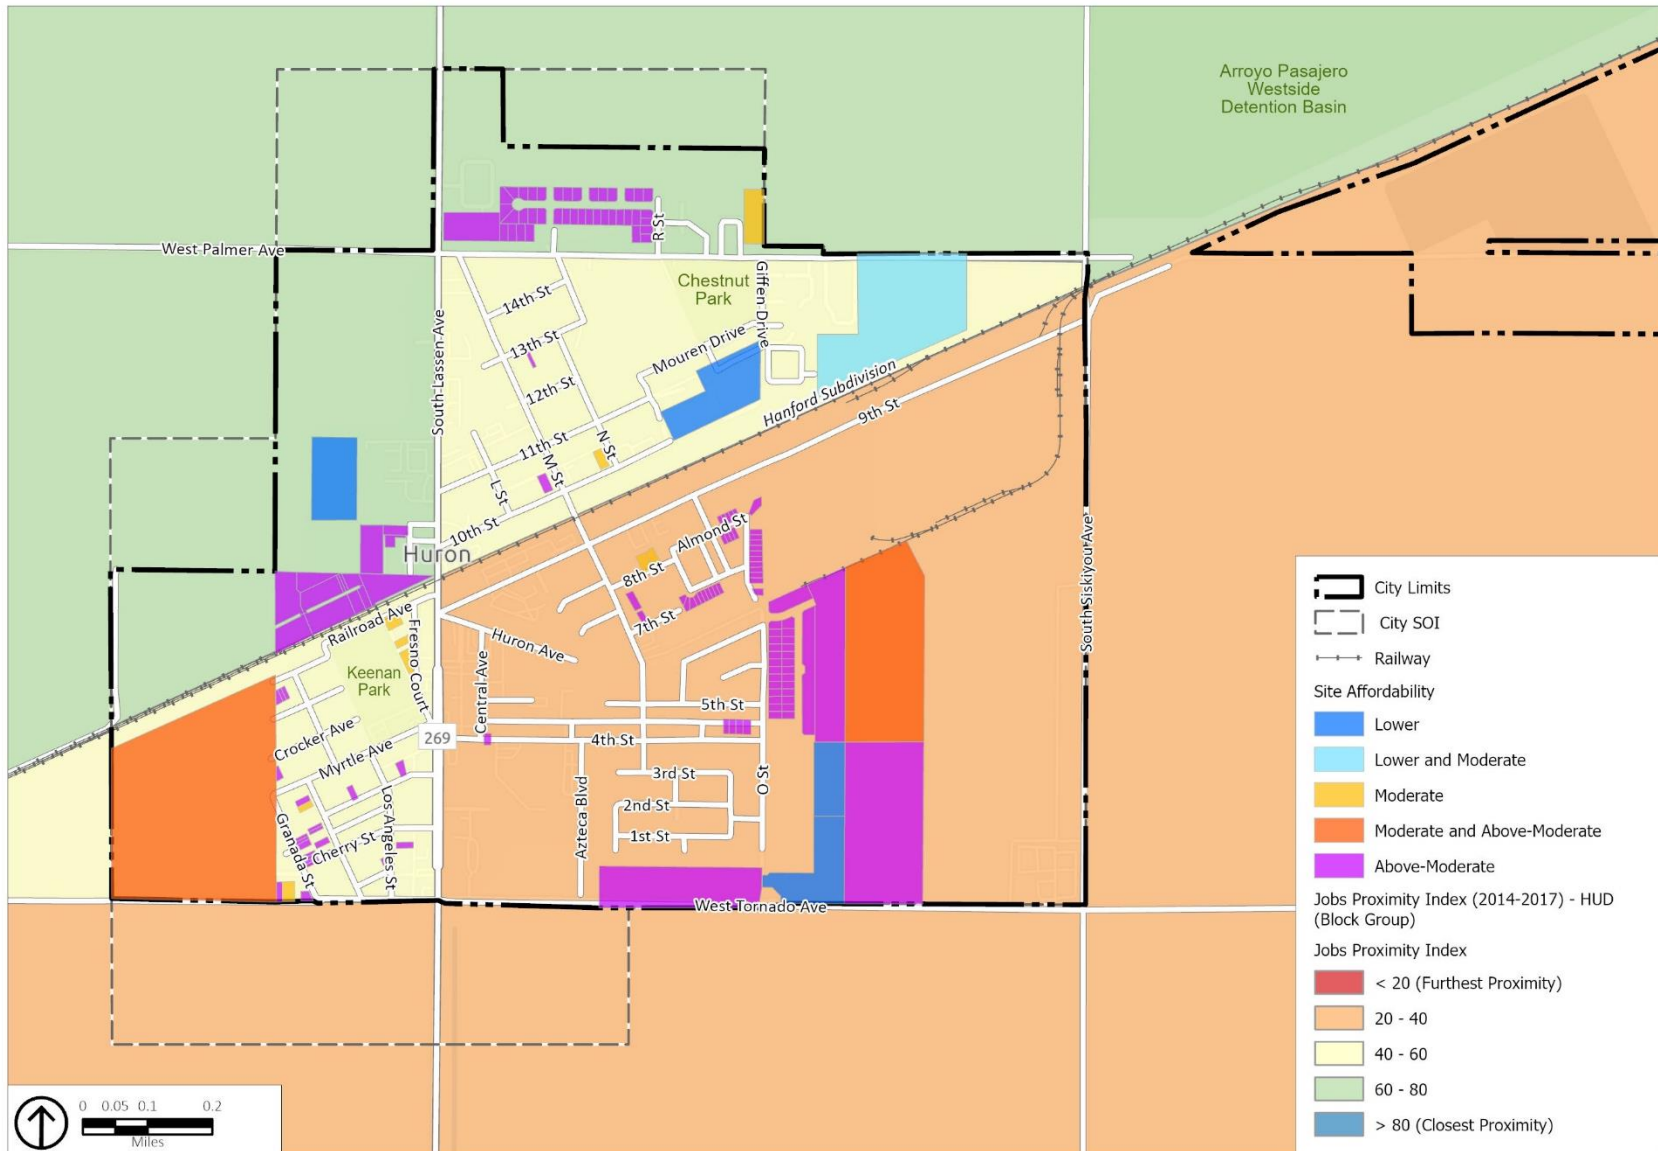 Arroyo Pasajero
Westside
Detention Basin
West Palmer Ave
R St
Chestnut
Park
Giffen Drive
14th St
13th St
12th St
11th St
N St
M St
L St
10th St
South Lassen Ave
Mouren Drive
Hanford Subdivision
9th St
Huron
Almond St
8th St
7th St
South Siskiyou Ave
Railroad Ave
Fresno Court
Huron Ave
Central Ave
Keenan
Park
5th St
269
4th St
Crocker Ave
Myrtle Ave
3rd St
2nd St
1st St
O St
Azteca Blvd
Los Angeles St
Granada St
Cherry St
West Tornado Ave
City Limits
City SOI
Railway
Site Affordability
Lower
Lower and Moderate
Moderate
Moderate and Above-Moderate
Above-Moderate
Jobs Proximity Index (2014-2017) - HUD
(Block Group)
Jobs Proximity Index
< 20 (Furthest Proximity)
20 - 40
40 - 60
60 - 80
> 80 (Closest Proximity)
0 0.05 0.1 0.2
Miles